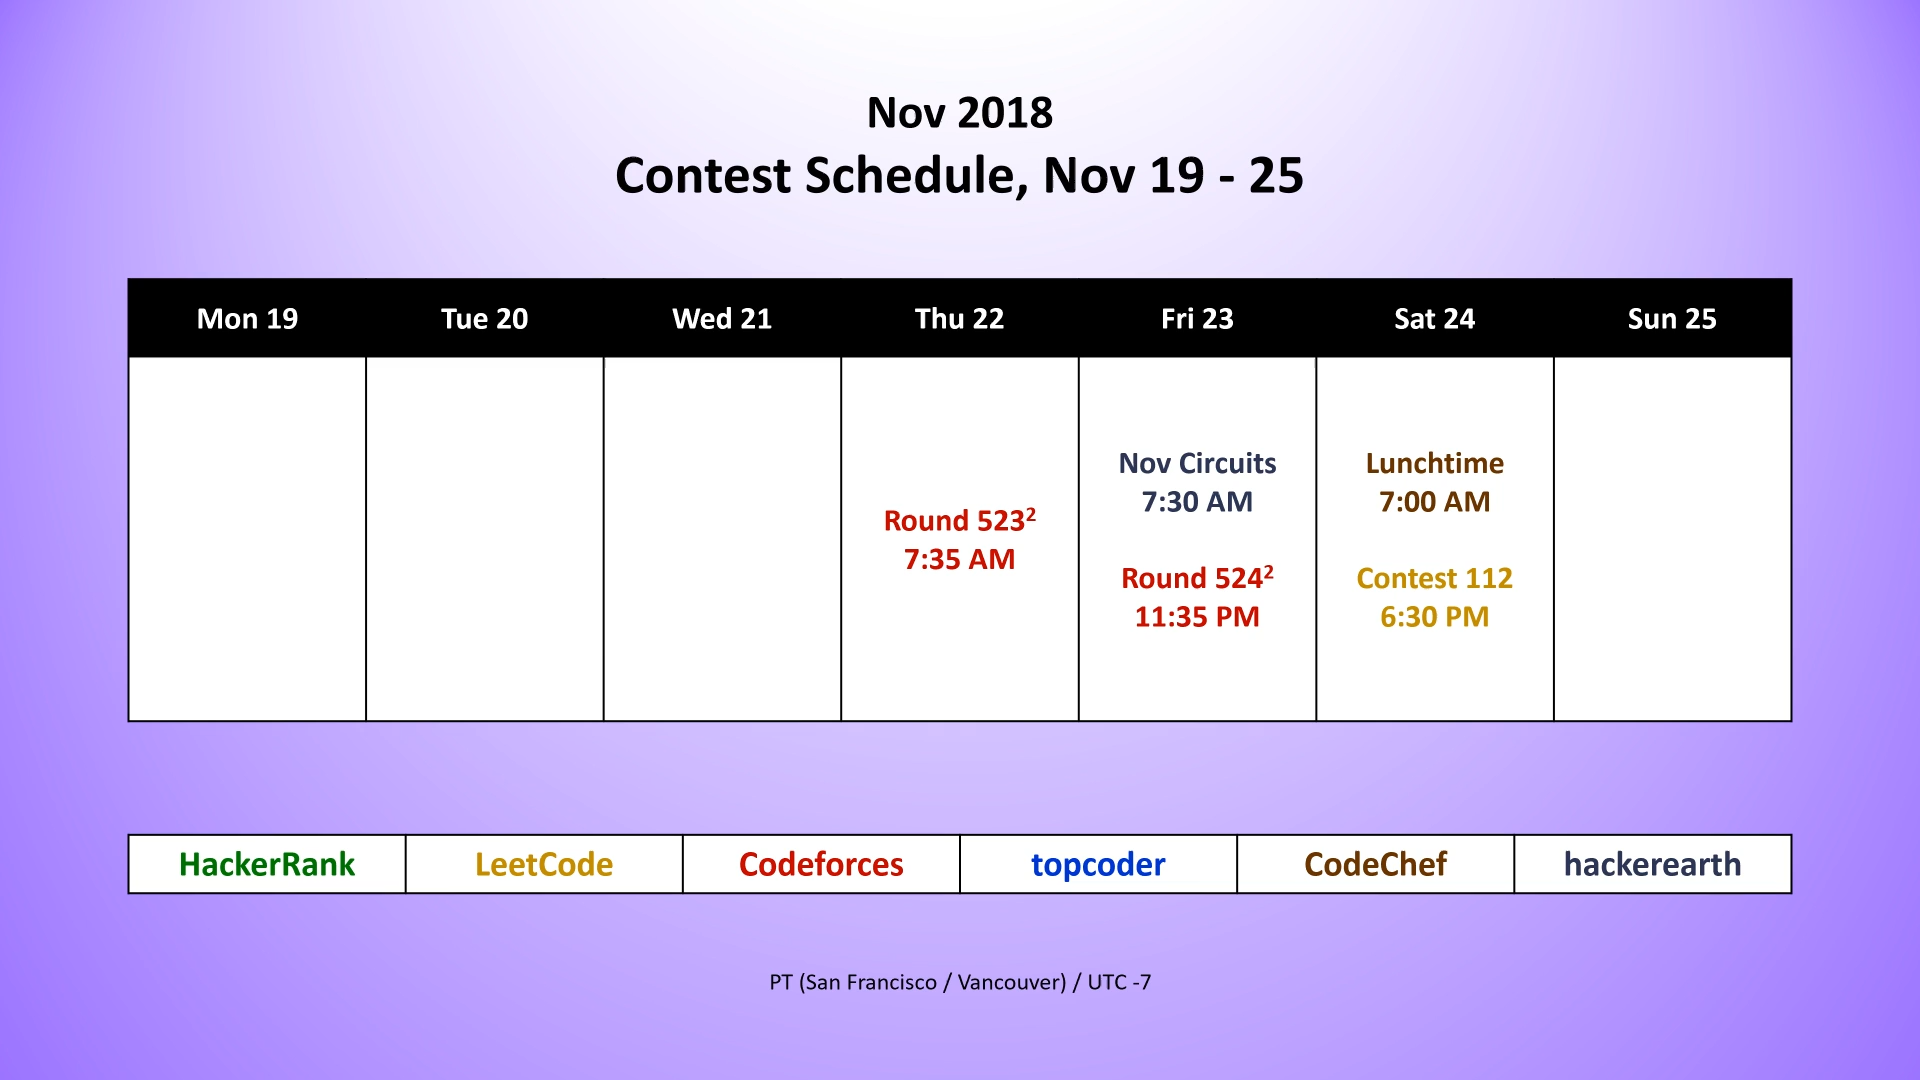 Nov 2018
Contest Schedule, Nov 19 - 25
Mon 19
Tue 20
Wed 21
Thu 22
Fri 23
Sat 24
Sun 25
Round 523²
7:35 AM
Nov Circuits
7:30 AM
Round 524²
11:35 PM
Lunchtime
7:00 AM
Contest 112
6:30 PM
HackerRank
LeetCode
Codeforces
topcoder
CodeChef
hackerearth
PT (San Francisco / Vancouver) / UTC -7